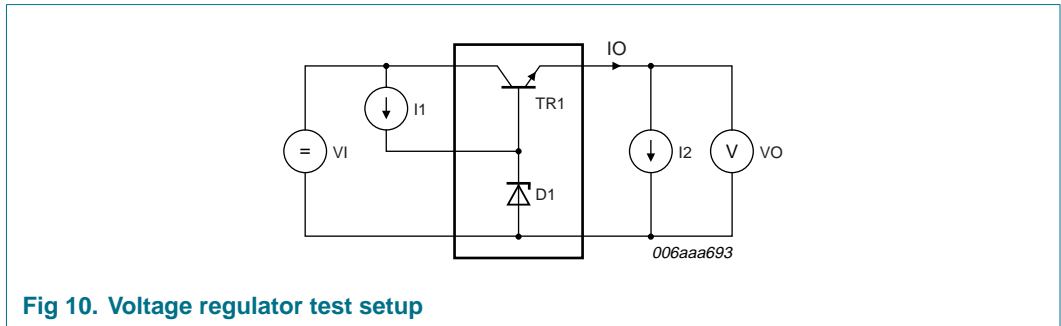 IO
TR1
I1
= VI
I2
V VO
D1
006aaa693
Fig 10. Voltage regulator test setup